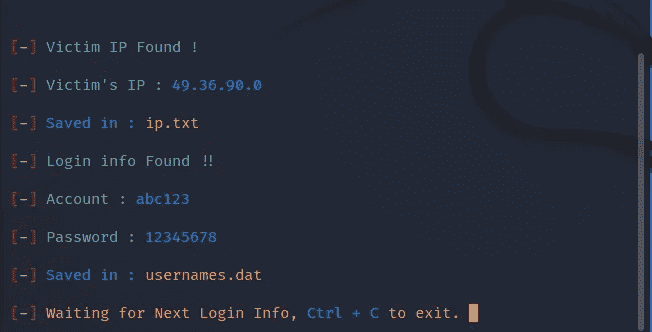 [-] Victim IP Found !
[-] Victim's IP : 49.36.90.0
[-] Saved in : ip.txt
[-] Login info Found !!
[-] Account : abc123
[-] Password : 12345678
[-] Saved in : usernames.dat
[-] Waiting for Next Login Info, Ctrl + C to exit.